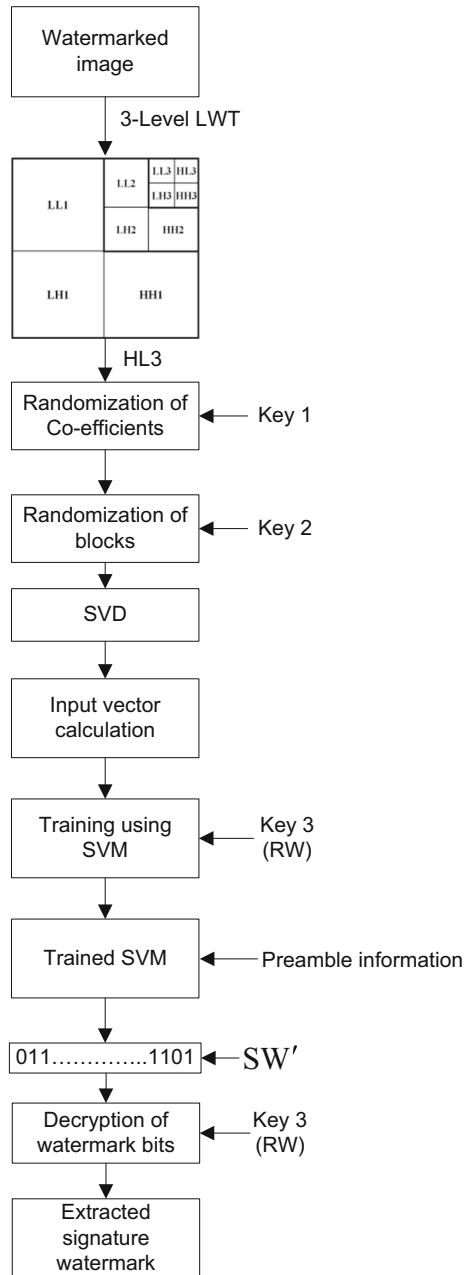 Watermarked
image
3-Level LWT
LL1
LL2
LL3 HL3
LH3 HH3
LH2
HH2
LH1
HH1
HL3
Randomization of
Co-efficients
Key 1
Randomization of
blocks
Key 2
SVD
Input vector
calculation
Training using
SVM
Key 3
(RW)
Trained SVM
Preamble information
011…………..1101
SW′
Decryption of
watermark bits
Key 3
(RW)
Extracted
signature
watermark